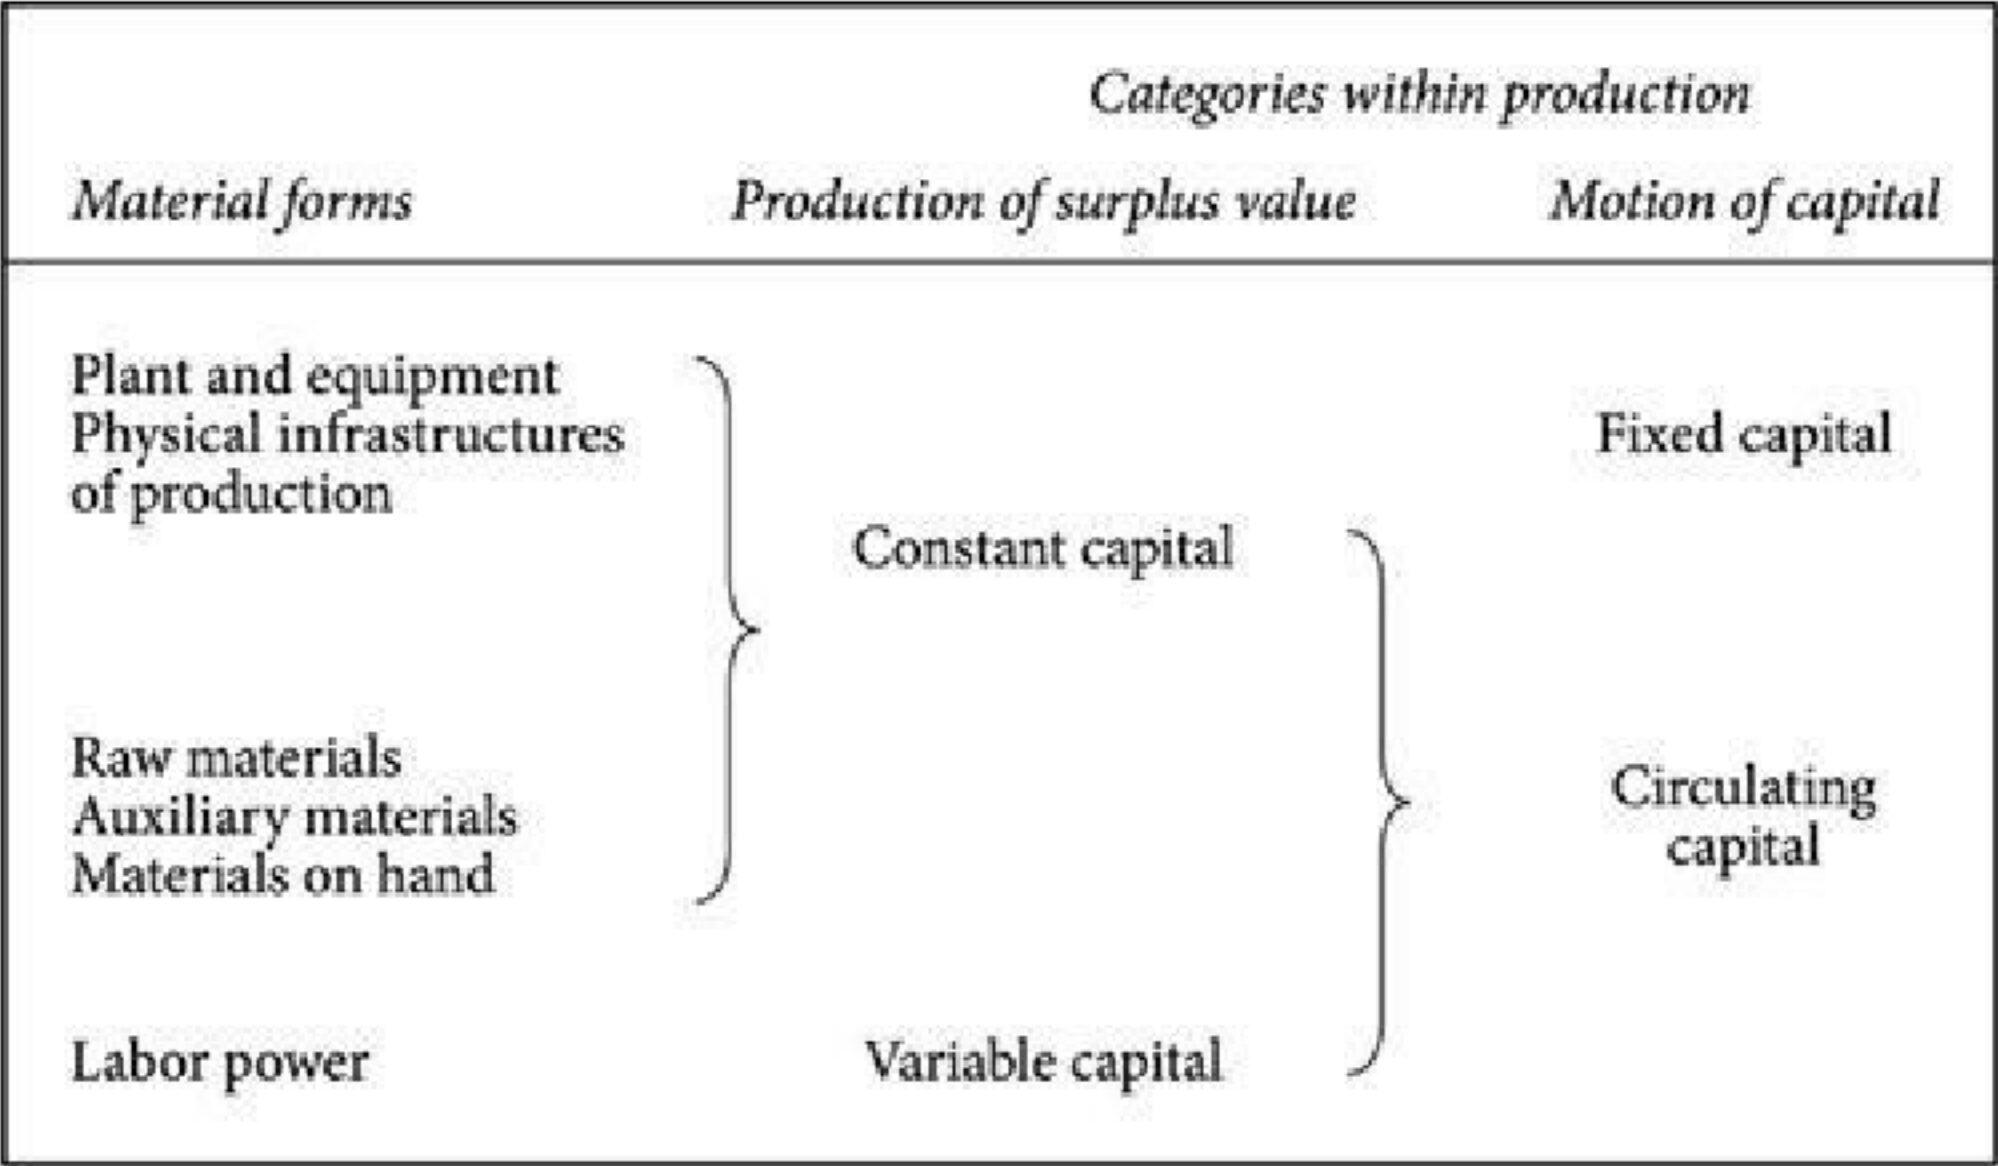 Categories within production
Material forms Production of surplus value Motion of capital
Plant and equipment
Physical infrastructures
of production
Fixed capital
Constant capital
Raw materials
Auxiliary materials
Materials on hand
Circulating
capital
Labor power
Variable capital